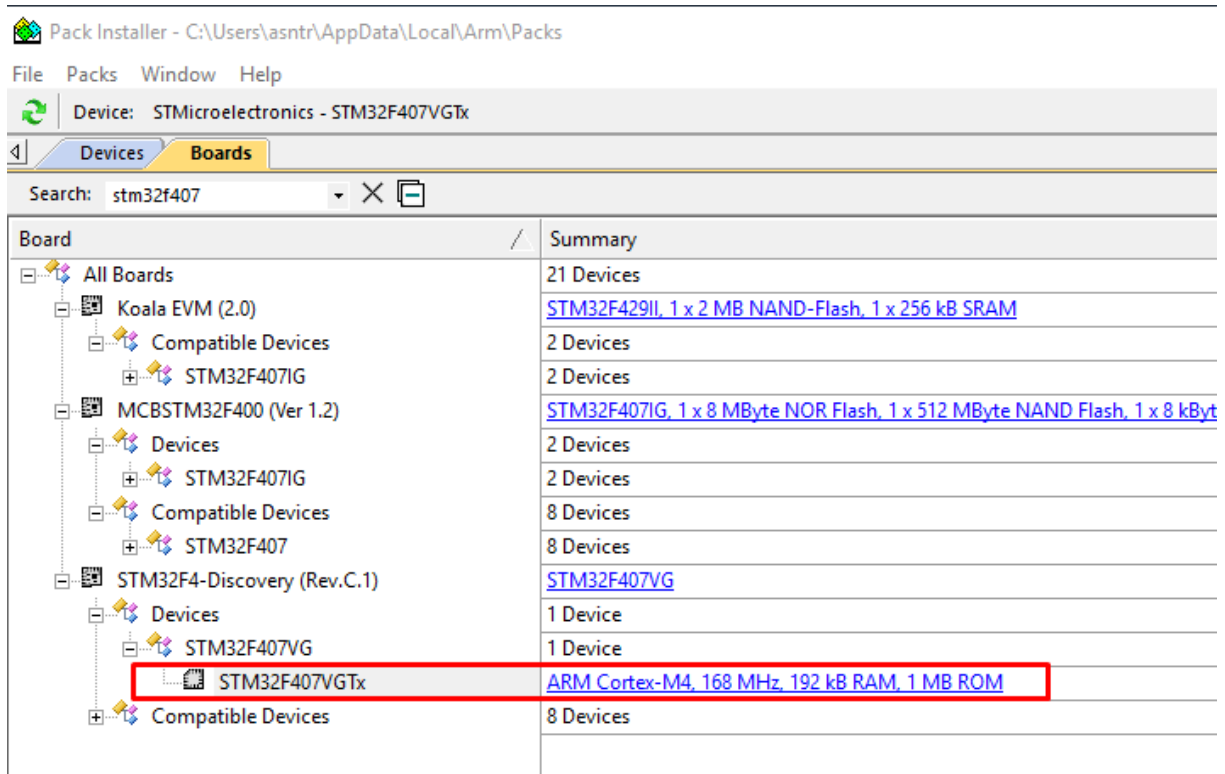 Pack Installer - C:\Users\asntr\AppData\Local\Arm\Packs
File Packs Window Help
Device: STMicroelectronics - STM32F407VGTx
Devices Boards
Search: stm32f407
Board Summary
All Boards 21 Devices
Koala EVM (2.0) STM32F429II, 1 x 2 MB NAND-Flash, 1 x 256 kB SRAM
Compatible Devices 2 Devices
STM32F407IG 2 Devices
MCBSTM32F400 (Ver 1.2) STM32F407IG, 1 x 8 MByte NOR Flash, 1 x 512 MByte NAND Flash, 1 x 8 kByt
Devices 2 Devices
STM32F407IG 2 Devices
Compatible Devices 8 Devices
STM32F407 8 Devices
STM32F4-Discovery (Rev.C.1) STM32F407VG
Devices 1 Device
STM32F407VG 1 Device
STM32F407VGTx ARM Cortex-M4, 168 MHz, 192 kB RAM, 1 MB ROM
Compatible Devices 8 Devices